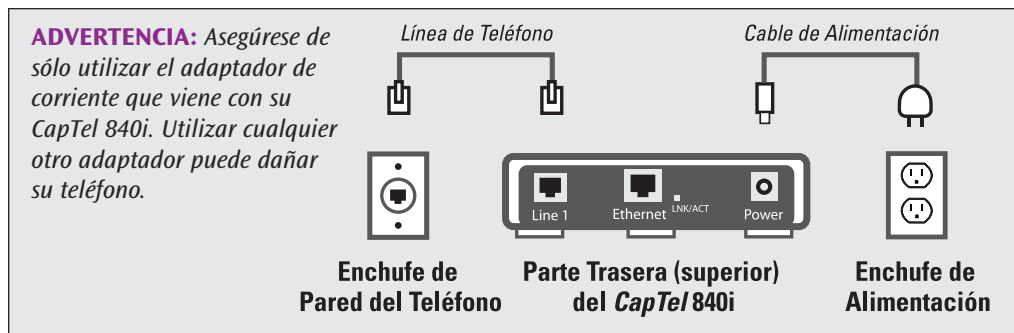 ADVERTENCIA: Asegúrese de
sólo utilizar el adaptador de
corriente que viene con su
CapTel 840i. Utilizar cualquier
otro adaptador puede dañar
su teléfono.
Línea de Teléfono
Cable de Alimentación
Line 1
Ethernet
LNK/ACT
Power
Enchufe de
Pared del Teléfono
Parte Trasera (superior)
del CapTel 840i
Enchufe de
Alimentación